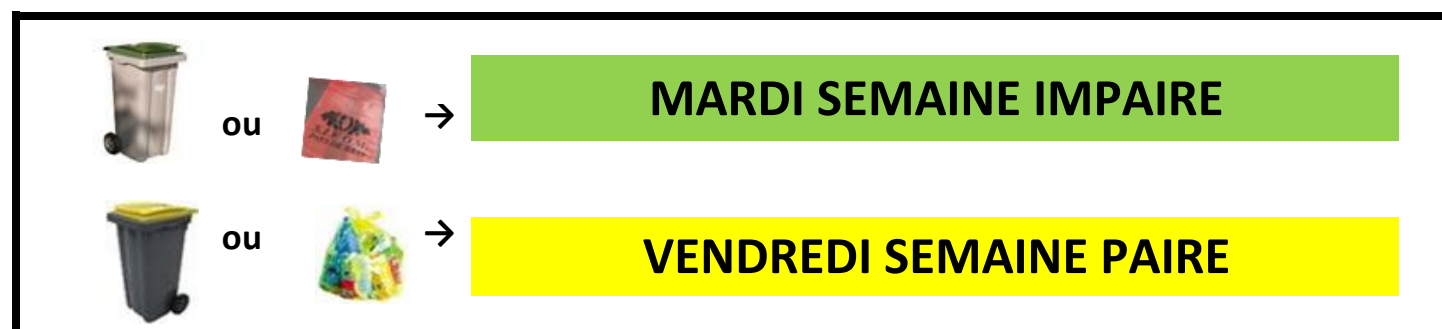 ou → MARDI SEMAINE IMPAIRE
ou → VENDREDI SEMAINE PAIRE